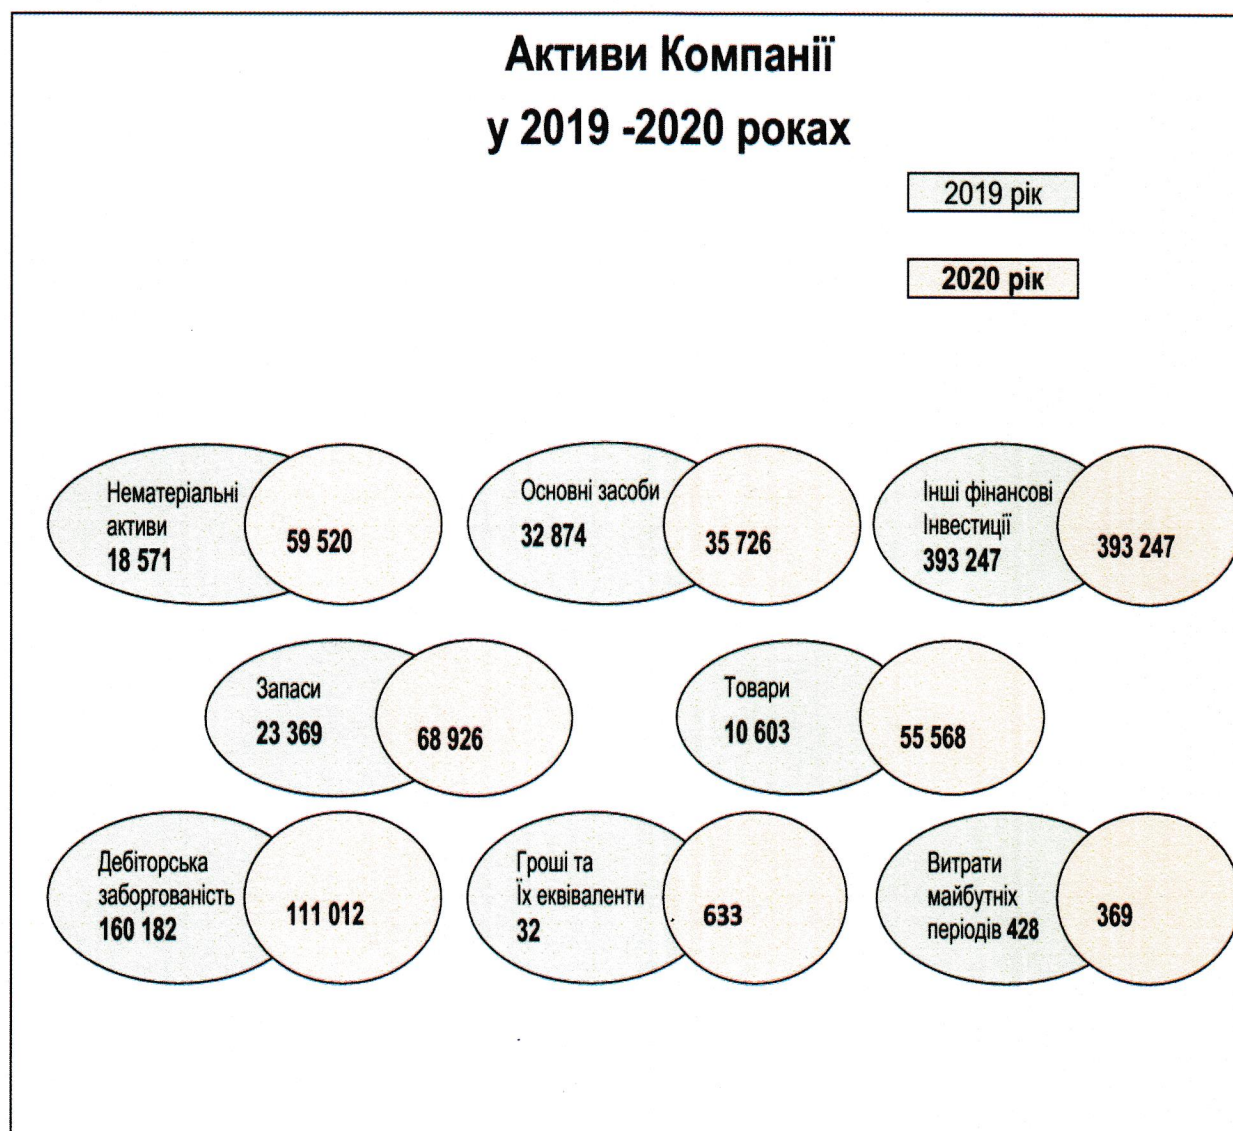 Активи Компанії
у 2019 -2020 роках
2019 рік
2020 рік
Нематеріальні
активи
18 571
59 520
Основні засоби
32 874
35 726
Інші фінансові
Інвестиції
393 247
393 247
Запаси
23 369
68 926
Товари
10 603
55 568
Дебіторська
заборгованість
160 182
111 012
Гроші та
Їх еквіваленти
32
633
Витрати
майбутніх
періодів 428
369